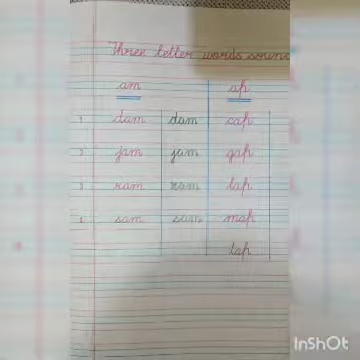 Three letter words soun
am ap
1 dam dam cap
2 jam jam gap
3 ram ram lap
4 sam sam map
tap
InShOt